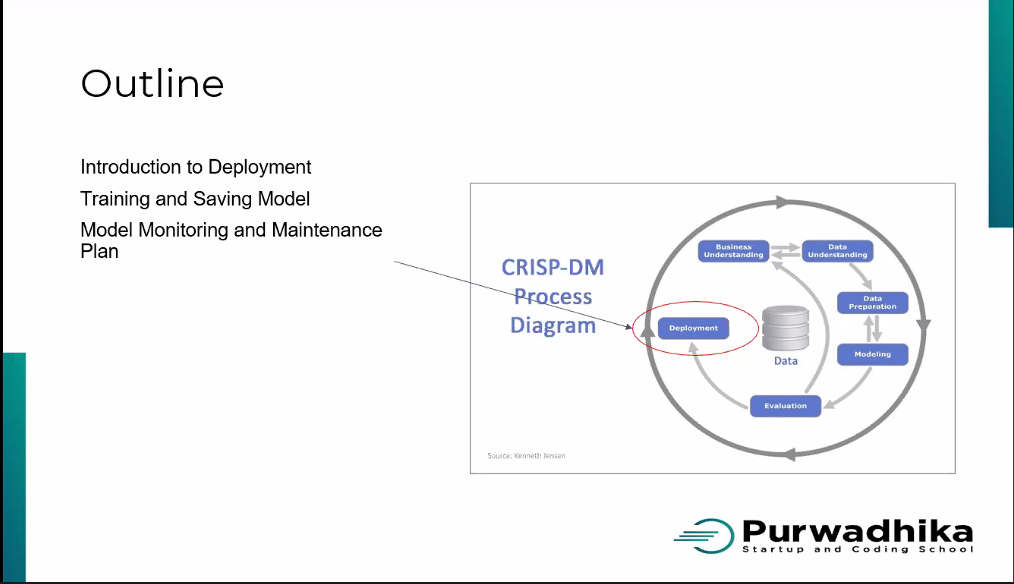 Outline
Introduction to Deployment
Training and Saving Model
Model Monitoring and Maintenance
Plan
CRISP-DM
Process
Diagram
Business
Understanding
Data
Understanding
Data
Preparation
Deployment
Data
Modeling
Evaluation
Source: Kenneth Jensen
Purwadhika
Startup and Coding School